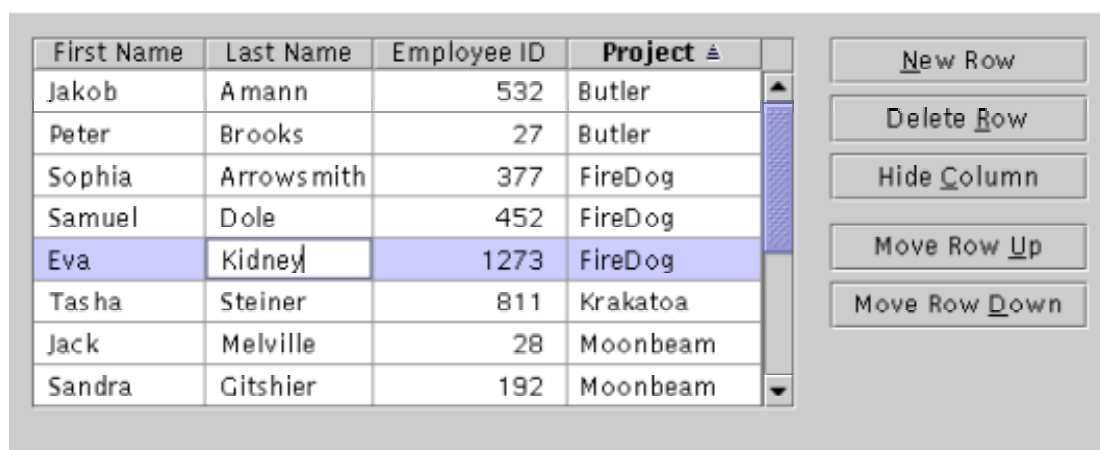 First Name Last Name Employee ID Project
Jakob Amann 532 Butler
Peter Brooks 27 Butler
Sophia Arrowsmith 377 FireDog
Samuel Dole 452 FireDog
Eva Kidney 1273 FireDog
Tasha Steiner 811 Krakatoa
Jack Melville 28 Moonbeam
Sandra Gitshier 192 Moonbeam
New Row
Delete Row
Hide Column
Move Row Up
Move Row Down